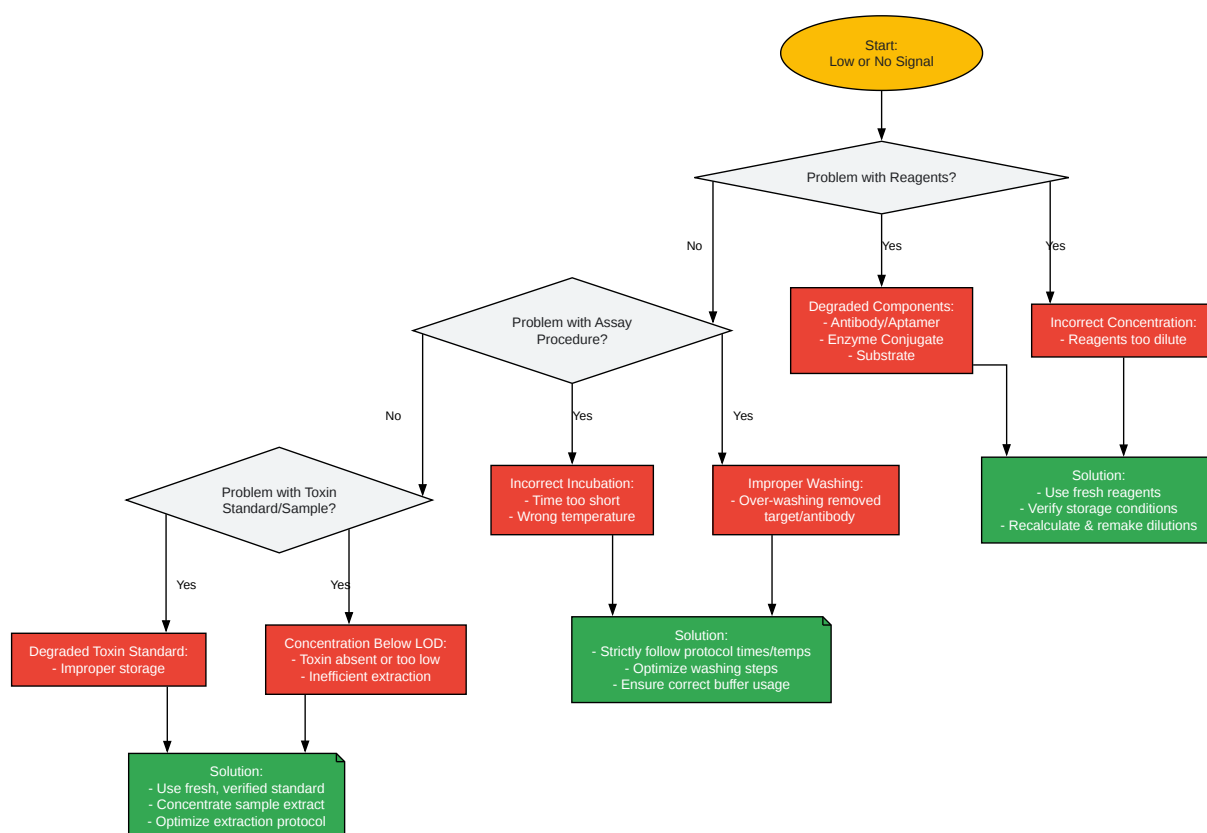 Start:
Low or No Signal
Problem with Reagents?
No
Yes
Yes
Degraded Components:
- Antibody/Aptamer
- Enzyme Conjugate
- Substrate
Incorrect Concentration:
- Reagents too dilute
Problem with Assay
Procedure?
No
Yes
Yes
Solution:
- Use fresh reagents
- Verify storage conditions
- Recalculate & remake dilutions
Problem with Toxin
Standard/Sample?
Incorrect Incubation:
- Time too short
- Wrong temperature
Improper Washing:
- Over-washing removed
target/antibody
Yes
Yes
Degraded Toxin Standard:
- Improper storage
Concentration Below LOD:
- Toxin absent or too low
- Inefficient extraction
Solution:
- Strictly follow protocol times/temps
- Optimize washing steps
- Ensure correct buffer usage
Solution:
- Use fresh, verified standard
- Concentrate sample extract
- Optimize extraction protocol